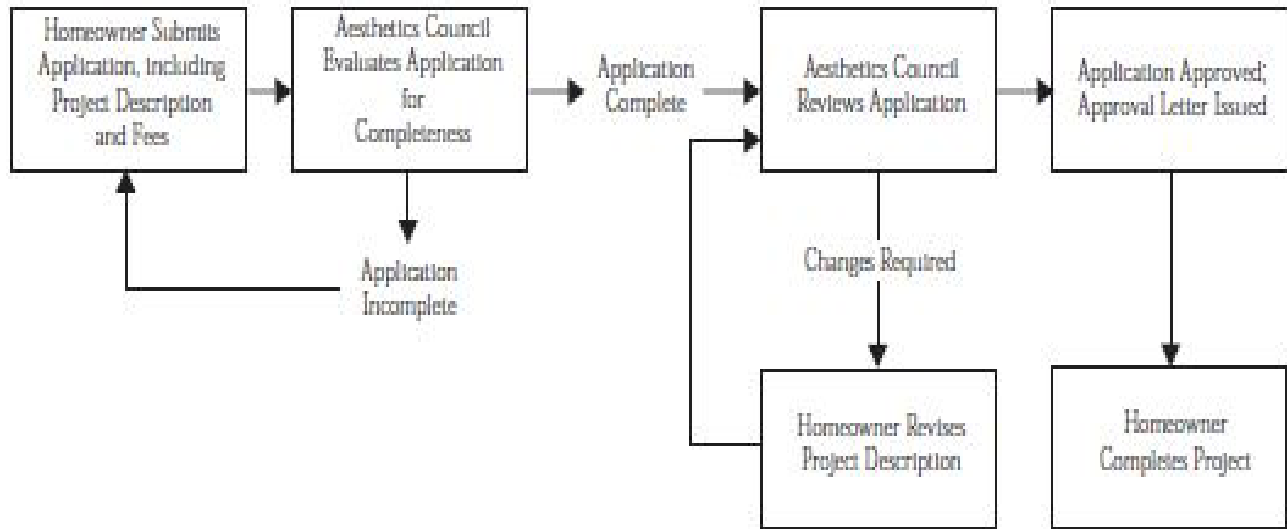 Homeowner Submits
Application, including
Project Description
and Fees
Aesthetics Council
Evaluates Application
for
Completeness
Application
Complete
Aesthetics Council
Reviews Application
Application Approved;
Approval Letter Issued
Application
Incomplete
Changes Required
Homeowner Revises
Project Description
Homeowner
Completes Project